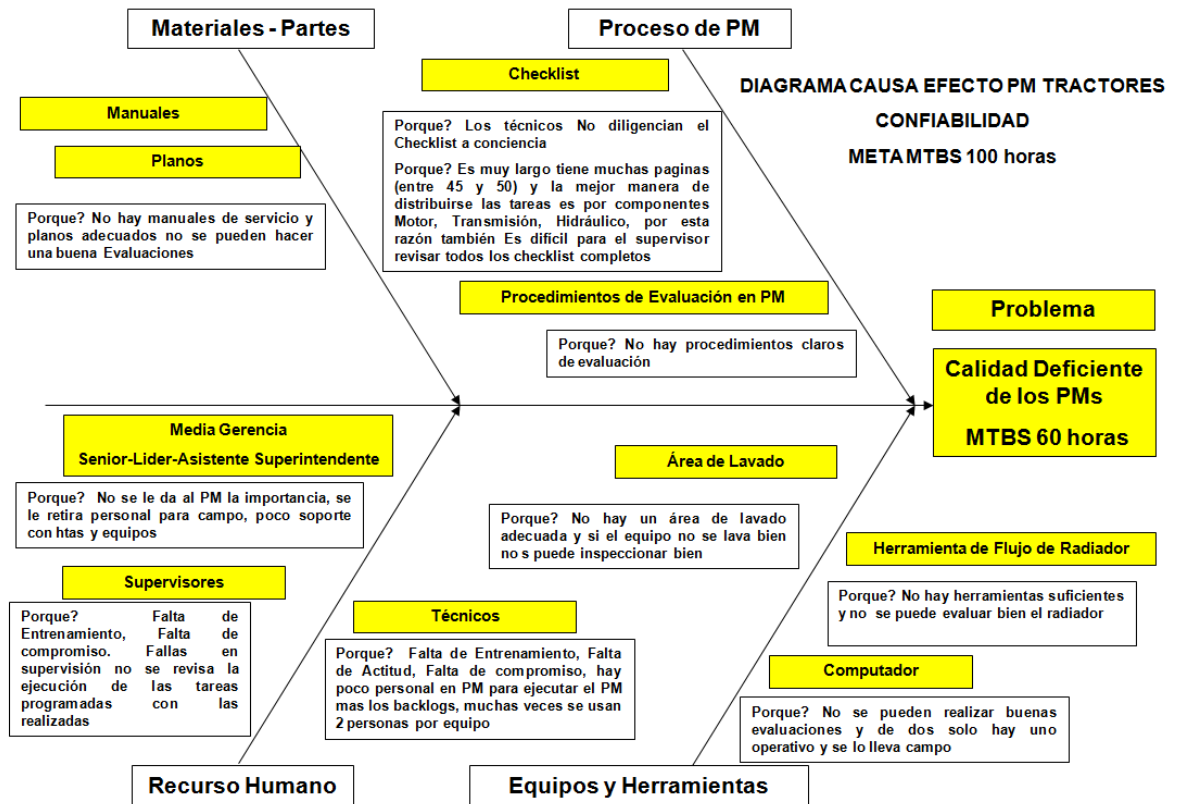 Materiales - Partes
Proceso de PM
DIAGRAMA CAUSA EFECTO PM TRACTORES
CONFIABILIDAD
META MTBS 100 horas
Checklist
Porque? Los técnicos No diligencian el
Checklist a conciencia
Porque? Es muy largo tiene muchas paginas
(entre 45 y 50) y la mejor manera de
distribuirse las tareas es por componentes
Motor, Transmisión, Hidráulico, por esta
razón también Es difícil para el supervisor
revisar todos los checklist completos
Manuales
Planos
Porque? No hay manuales de servicio y
planos adecuados no se pueden hacer
una buena Evaluaciones
Procedimientos de Evaluación en PM
Porque? No hay procedimientos claros
de evaluación
Problema
Calidad Deficiente
de los PMs
MTBS 60 horas
Media Gerencia
Senior-Lider-Asistente Superintendente
Porque? No se le da al PM la importancia, se
le retira personal para campo, poco soporte
con htas y equipos
Supervisores
Porque? Falta de
Entrenamiento, Falta de
compromiso. Fallas en
supervisión no se revisa la
ejecución de las tareas
programadas con las
realizadas
Técnicos
Porque? Falta de Entrenamiento, Falta
de Actitud, Falta de compromiso, hay
poco personal en PM para ejecutar el PM
mas los backlogs, muchas veces se usan
2 personas por equipo
Área de Lavado
Porque? No hay un área de lavado
adecuada y si el equipo no se lava bien
no s puede inspeccionar bien
Herramienta de Flujo de Radiador
Porque? No hay herramientas suficientes
y no se puede evaluar bien el radiador
Computador
Porque? No se pueden realizar buenas
evaluaciones y de dos solo hay uno
operativo y se lo lleva campo
Recurso Humano
Equipos y Herramientas